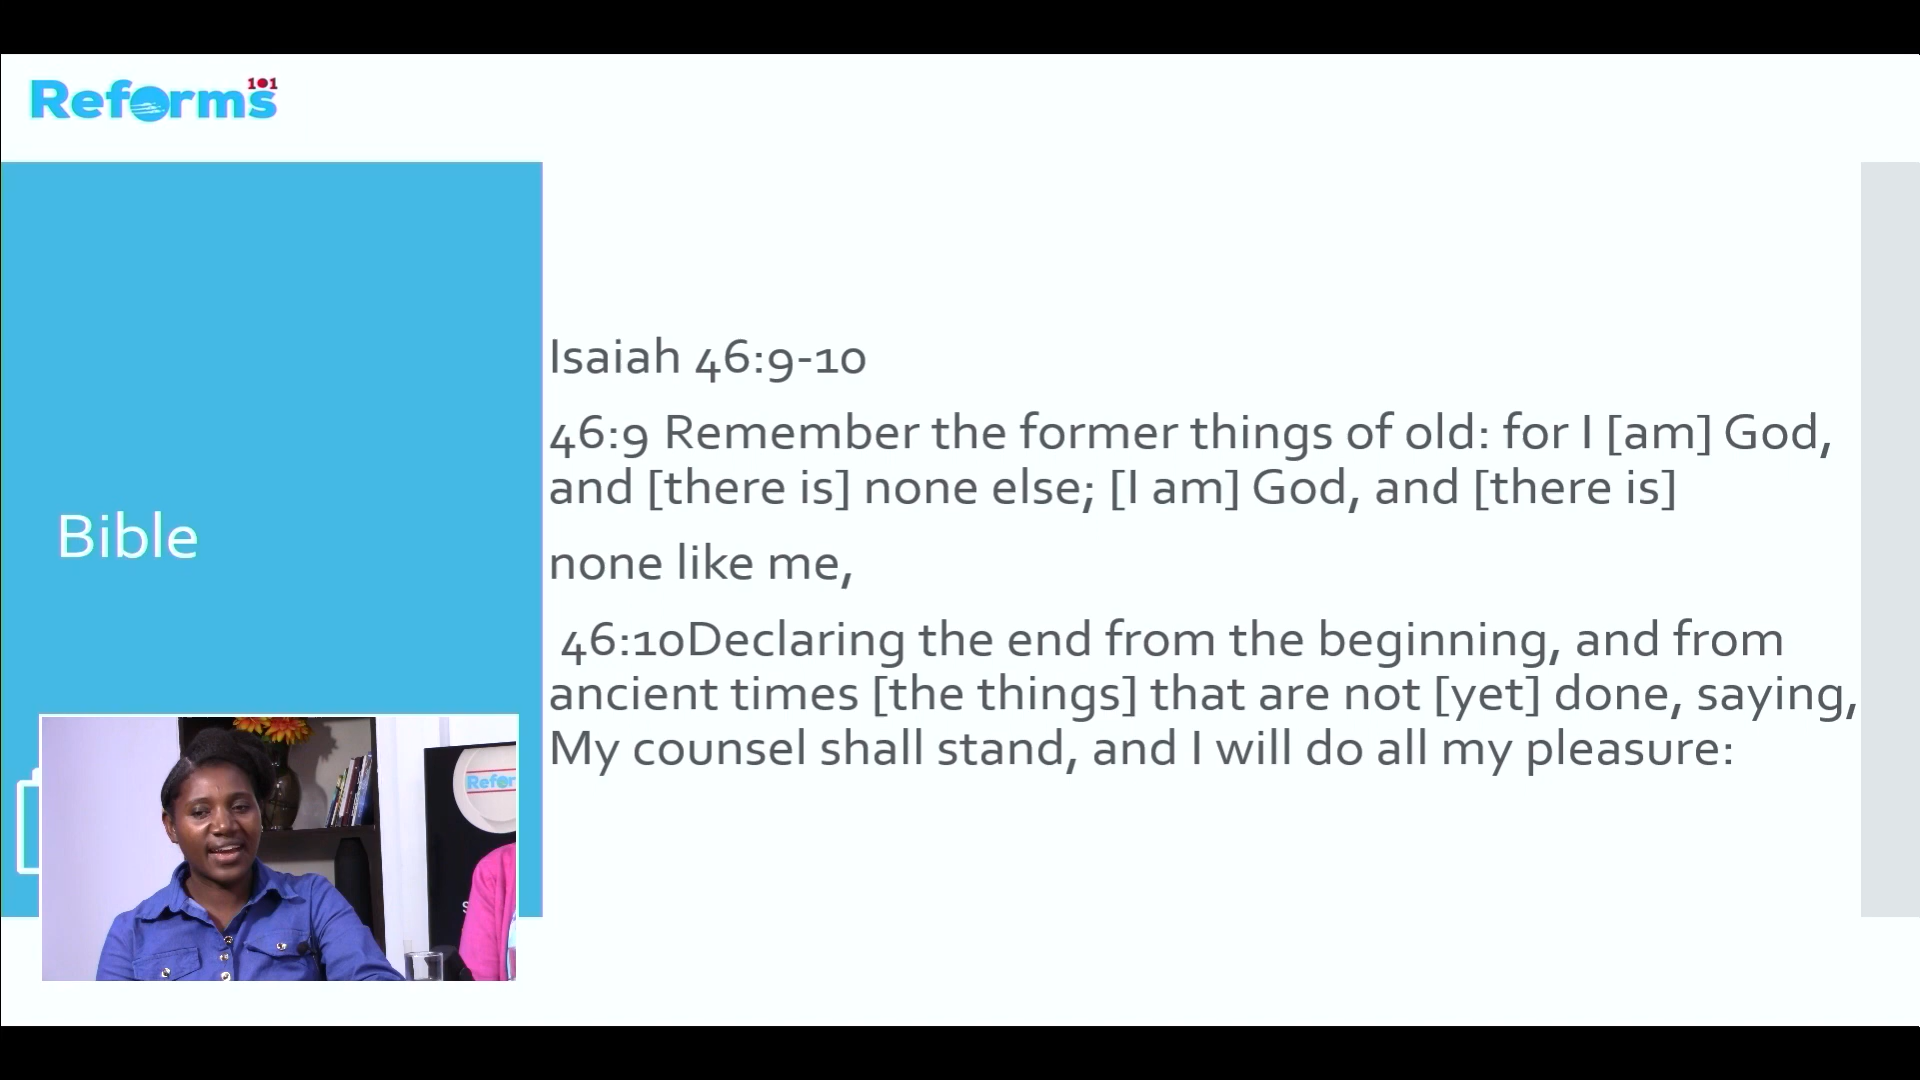 Reforms 101
Bible
Isaiah 46:9-10
46:9 Remember the former things of old: for I [am] God,
and [there is] none else; [I am] God, and [there is]
none like me,
46:10Declaring the end from the beginning, and from
ancient times [the things] that are not [yet] done, saying,
My counsel shall stand, and I will do all my pleasure:
Refor